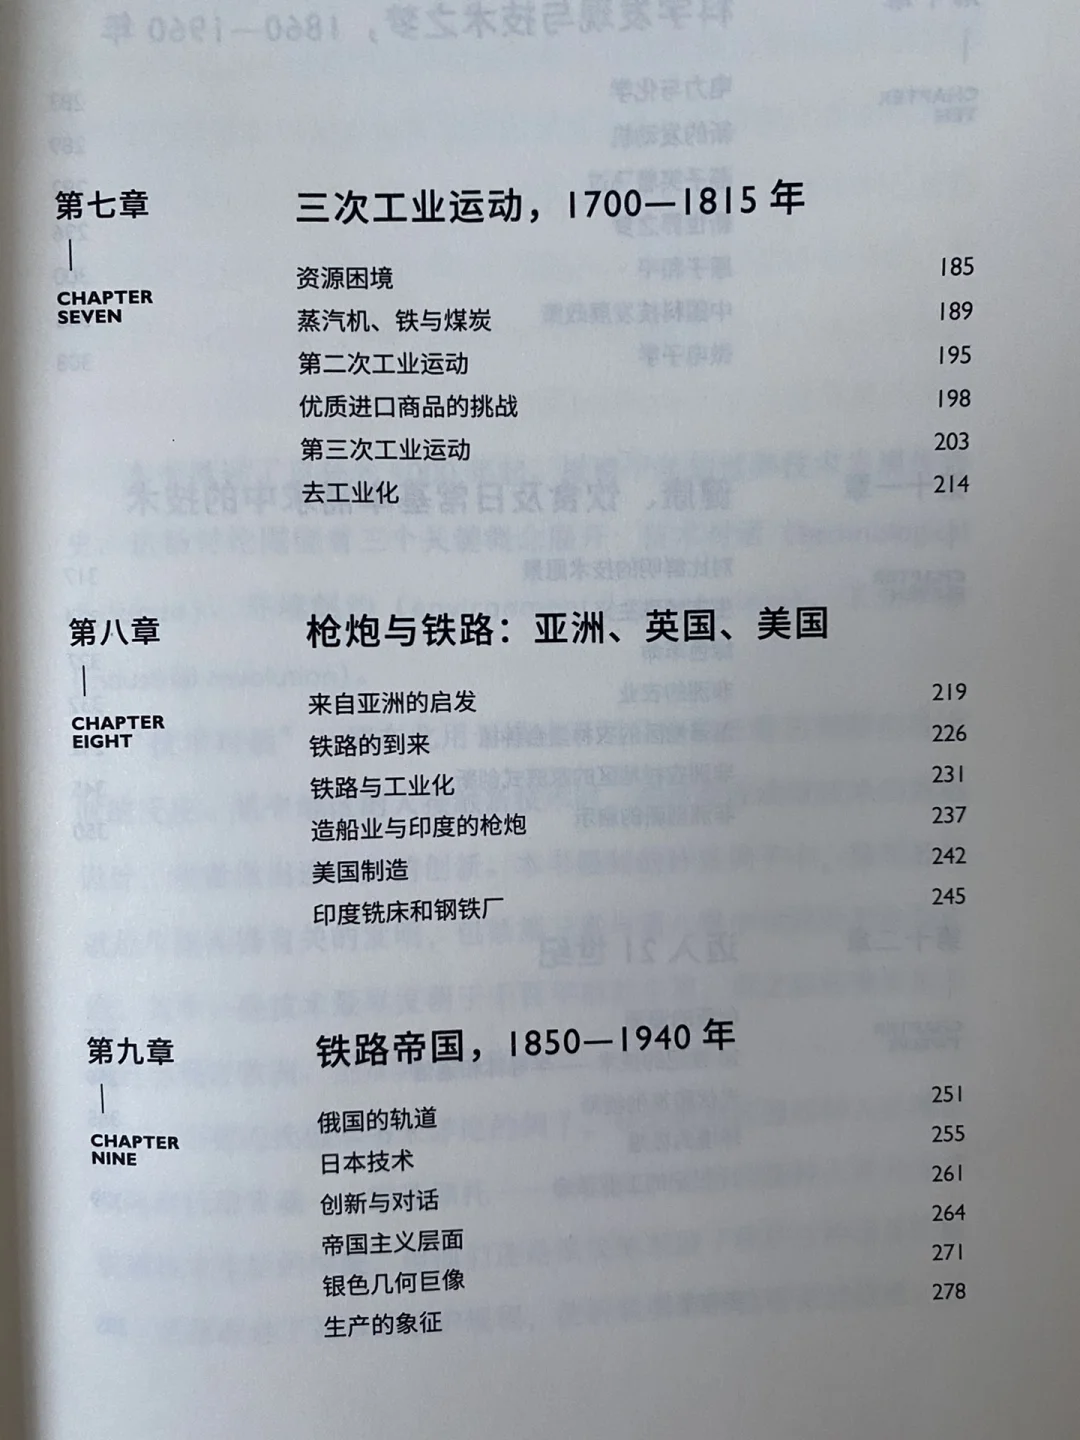 第七章
CHAPTER
SEVEN
三次工业运动，1700—1815 年
资源困境 185
蒸汽机、铁与煤炭 189
第二次工业运动 195
优质进口商品的挑战 198
第三次工业运动 203
去工业化 214
第八章
CHAPTER
EIGHT
枪炮与铁路：亚洲、英国、美国
来自亚洲的启发 219
铁路的到来 226
铁路与工业化 231
造船业与印度的枪炮 237
美国制造 242
印度铣床和钢铁厂 245
第九章
CHAPTER
NINE
铁路帝国，1850—1940 年
俄国的轨道 251
日本技术 255
创新与对话 261
帝国主义层面 264
银色几何巨像 271
生产的象征 278